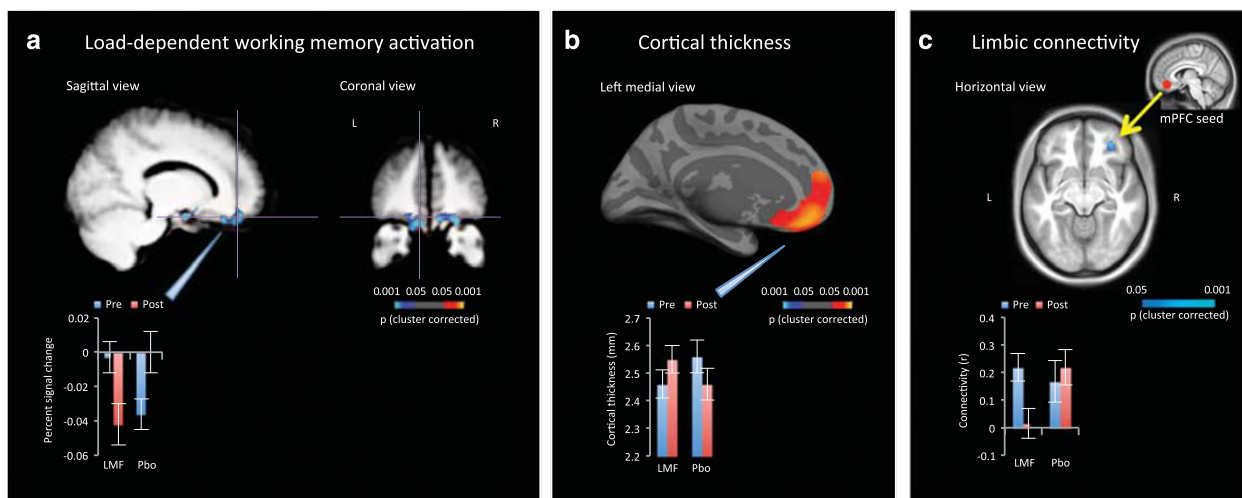 a Load-dependent working memory activation
Sagittal view
Coronal view
L
R
0.001 0.05 0.05 0.001
p (cluster corrected)
Pre Post
Percent signal change
0.02
0
-0.02
-0.04
-0.06
LMF Pbo
b Cortical thickness
Left medial view
0.001 0.05 0.05 0.001
p (cluster corrected)
Pre Post
Cortical thickness (mm)
2.7
2.6
2.5
2.4
2.3
2.2
LMF Pbo
c Limbic connectivity
Horizontal view
mPFC seed
L
R
0.05 0.001
p (cluster corrected)
Pre Post
Connectivity (r)
0.4
0.3
0.2
0.1
0
-0.1
LMF Pbo